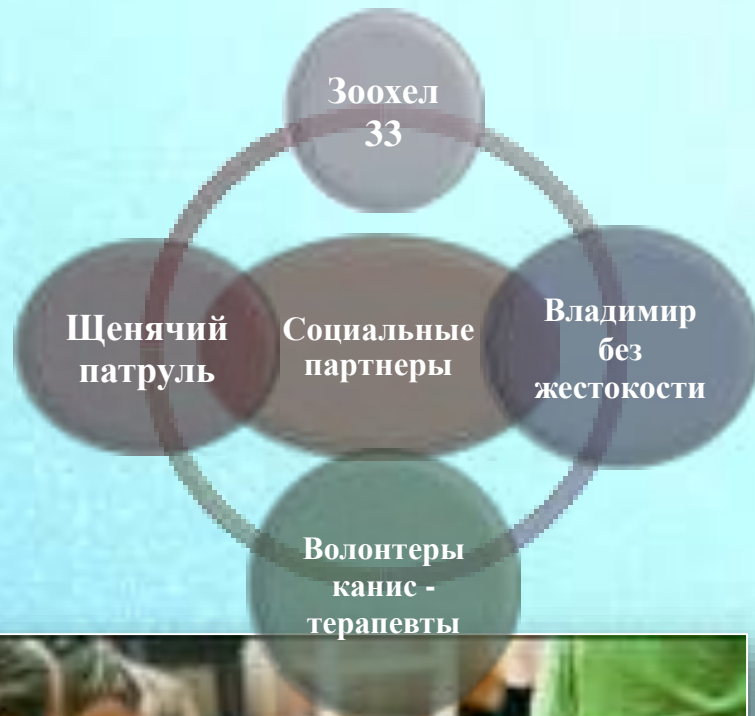 Зоохел
33
Щенячий
патруль
Социальные
партнеры
Владимир
без
жестокости
Волонтеры
канис -
терапевты